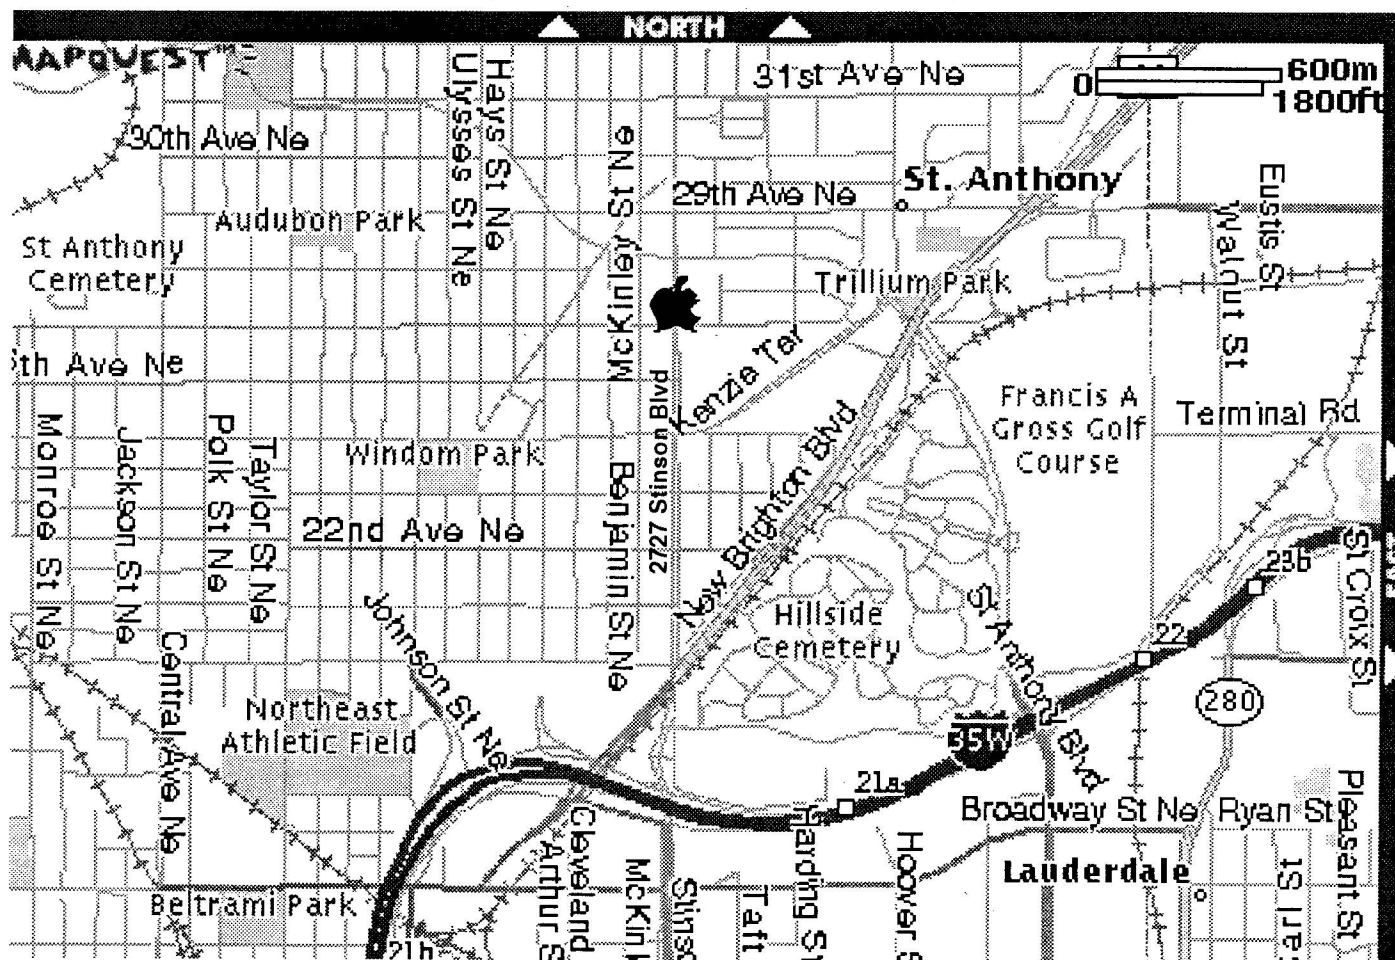 NORTH
MAPQUEST™
31st Ave Ne
0
600m
1800ft
Ulysses St Ne
Hays St Ne
30th Ave Ne
McKinley St Ne
29th Ave Ne
St. Anthony
Eustis St
Walnut St
Audubon Park
St Anthony
Cemetery
Trillium Park
Kenzie Ter
th Ave Ne
2727 Stinson Blvd
Francis A
Gross Golf
Course
Terminal Rd
Monroe St Ne
Jackson St Ne
Polk St Ne
Taylor St Ne
Windom Park
Benjamin St Ne
New Brighton Blvd
22nd Ave Ne
23b
St Croix St
Johnson St Ne
Hillside
Cemetery
St Anthony Blvd
22
280
Central Ave Ne
Northeast
Athletic Field
35W
21a
Broadway St Ne
Ryan St
Pleasant St
Cleveland
Arthur S
McKin
Stinso
Taft
Harding St
Hoover S
Lauderdale
Beltrami Park
21b